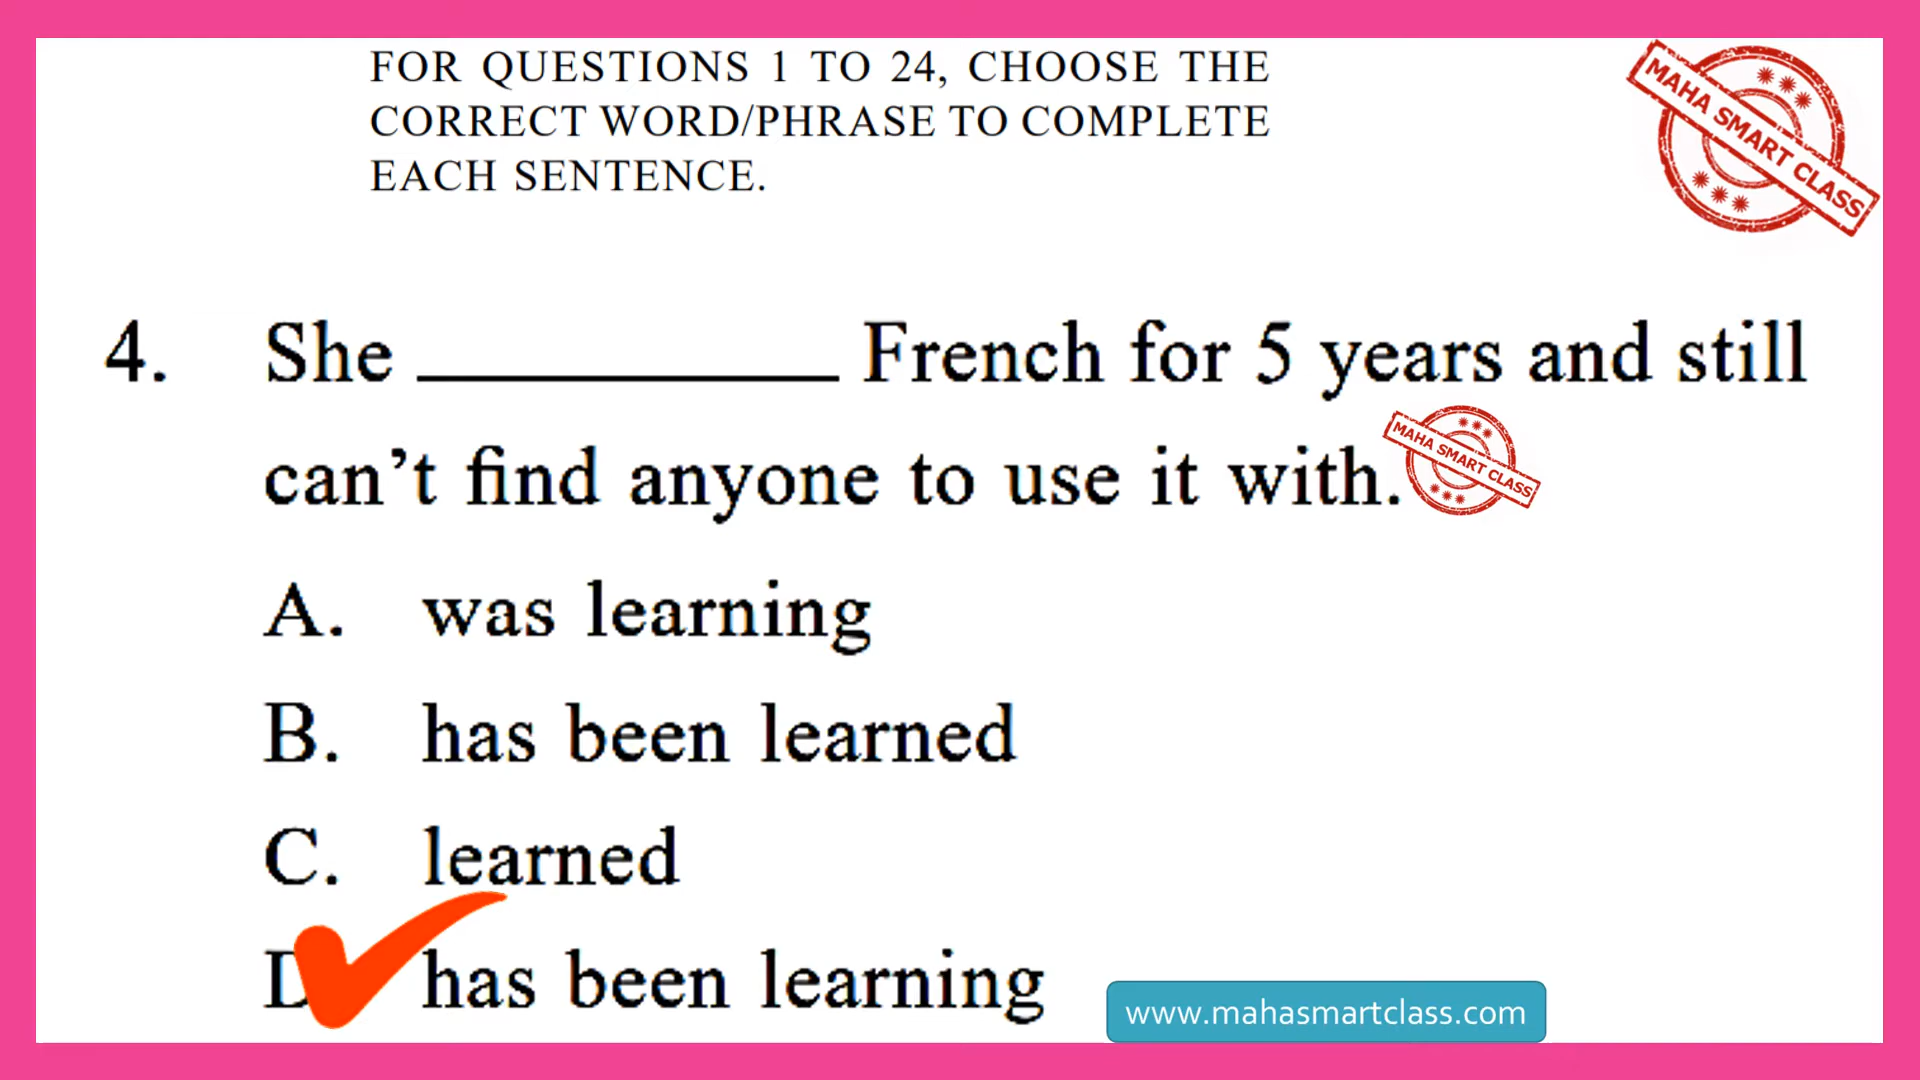 FOR QUESTIONS 1 TO 24, CHOOSE THE
CORRECT WORD/PHRASE TO COMPLETE
EACH SENTENCE.
MAHA SMART CLASS
4. She __________ French for 5 years and still
can’t find anyone to use it with.
MAHA SMART CLASS
A. was learning
B. has been learned
C. learned
D has been learning
www.mahasmartclass.com